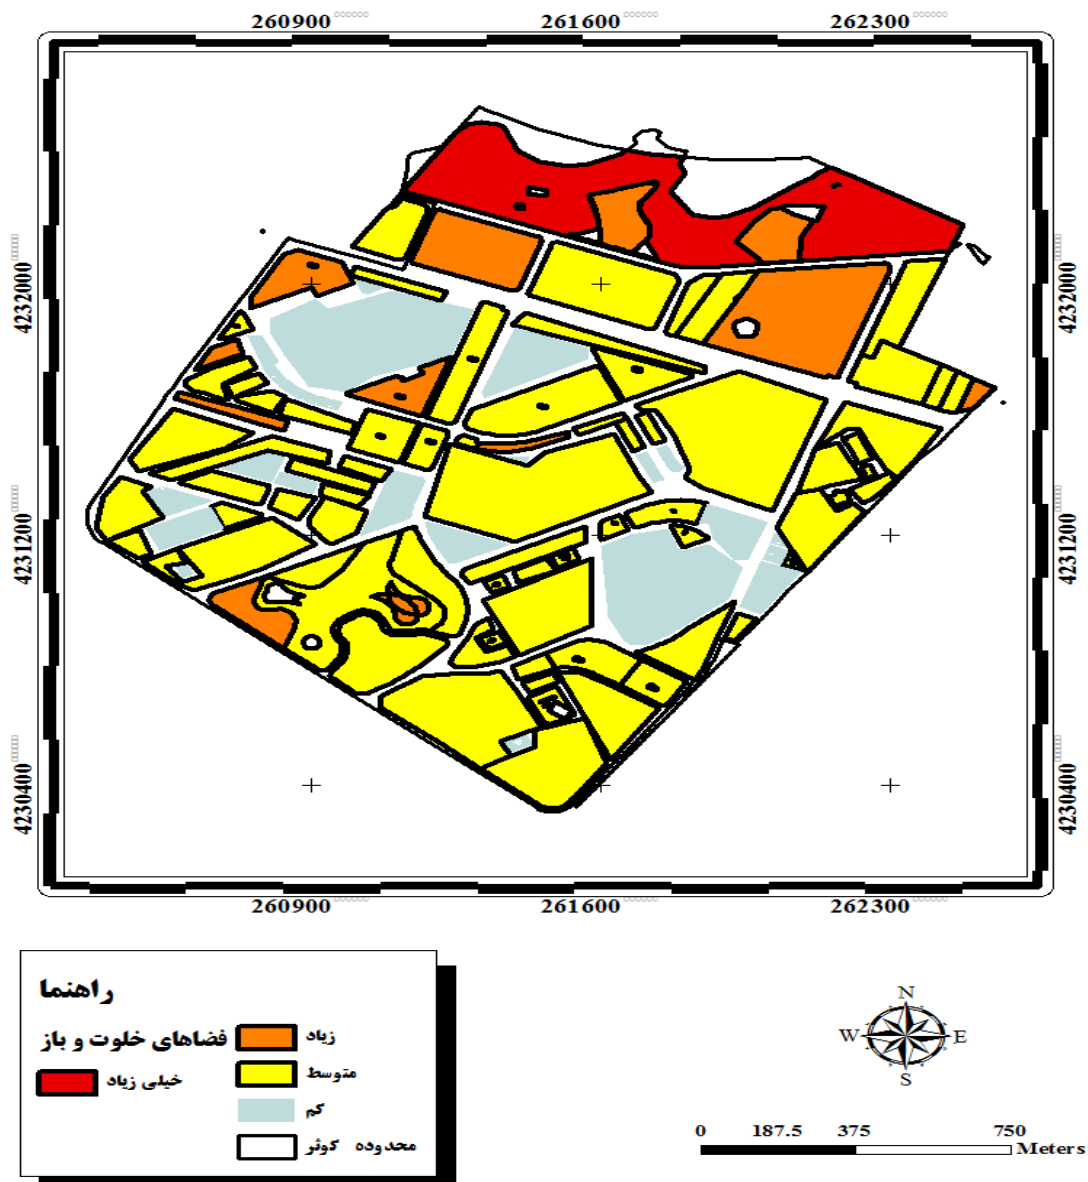 260900 261600 262300
4232000 4232000
4231200 4231200
4230400 4230400
260900 261600 262300
راهنما
فضاهای خلوت و باز
خیلی زیاد
زیاد
متوسط
کم
محدوده کوثر
N
W E
S
0 187.5 375 750
Meters